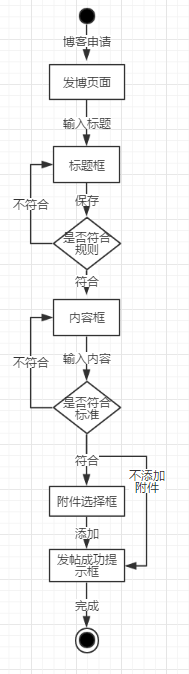 博客申请
发博页面
输入标题
标题框
保存
不符合
是否符合
规则
符合
内容框
不符合
输入内容
是否符合
标准
符合
不添加
附件
附件选择框
添加
发帖成功提
示框
完成